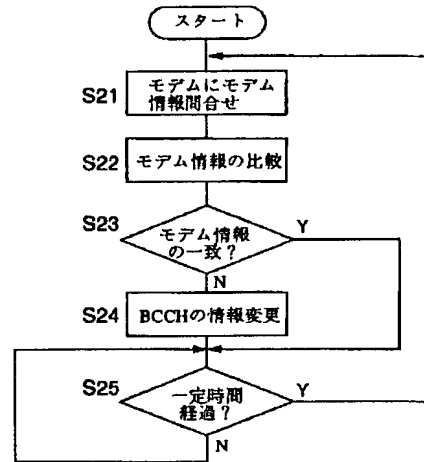 スタート
S21
モデムにモデム
情報問合せ
S22
モデム情報の比較
S23
モデム情報
の一致?
Y
N
S24
BCCHの情報変更
S25
一定時間
経過?
Y
N